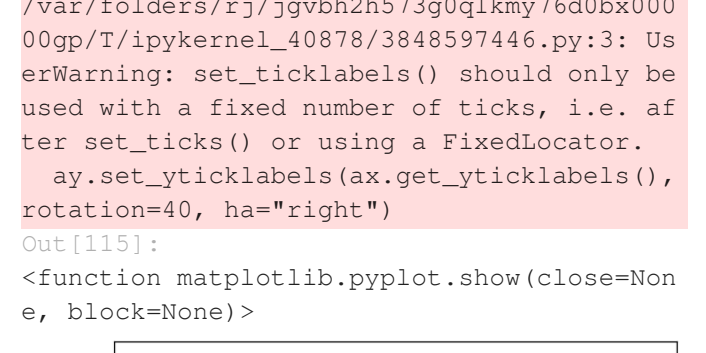 /var/folders/rj/jgvbh2h573g0qlkmy76d0bx000
00gp/T/ipykernel_40878/3848597446.py:3: Us
erWarning: set_ticklabels() should only be
used with a fixed number of ticks, i.e. af
ter set_ticks() or using a FixedLocator.
  ay.set_yticklabels(ax.get_yticklabels(),
rotation=40, ha="right")
Out[115]:
<function matplotlib.pyplot.show(close=Non
e, block=None)>